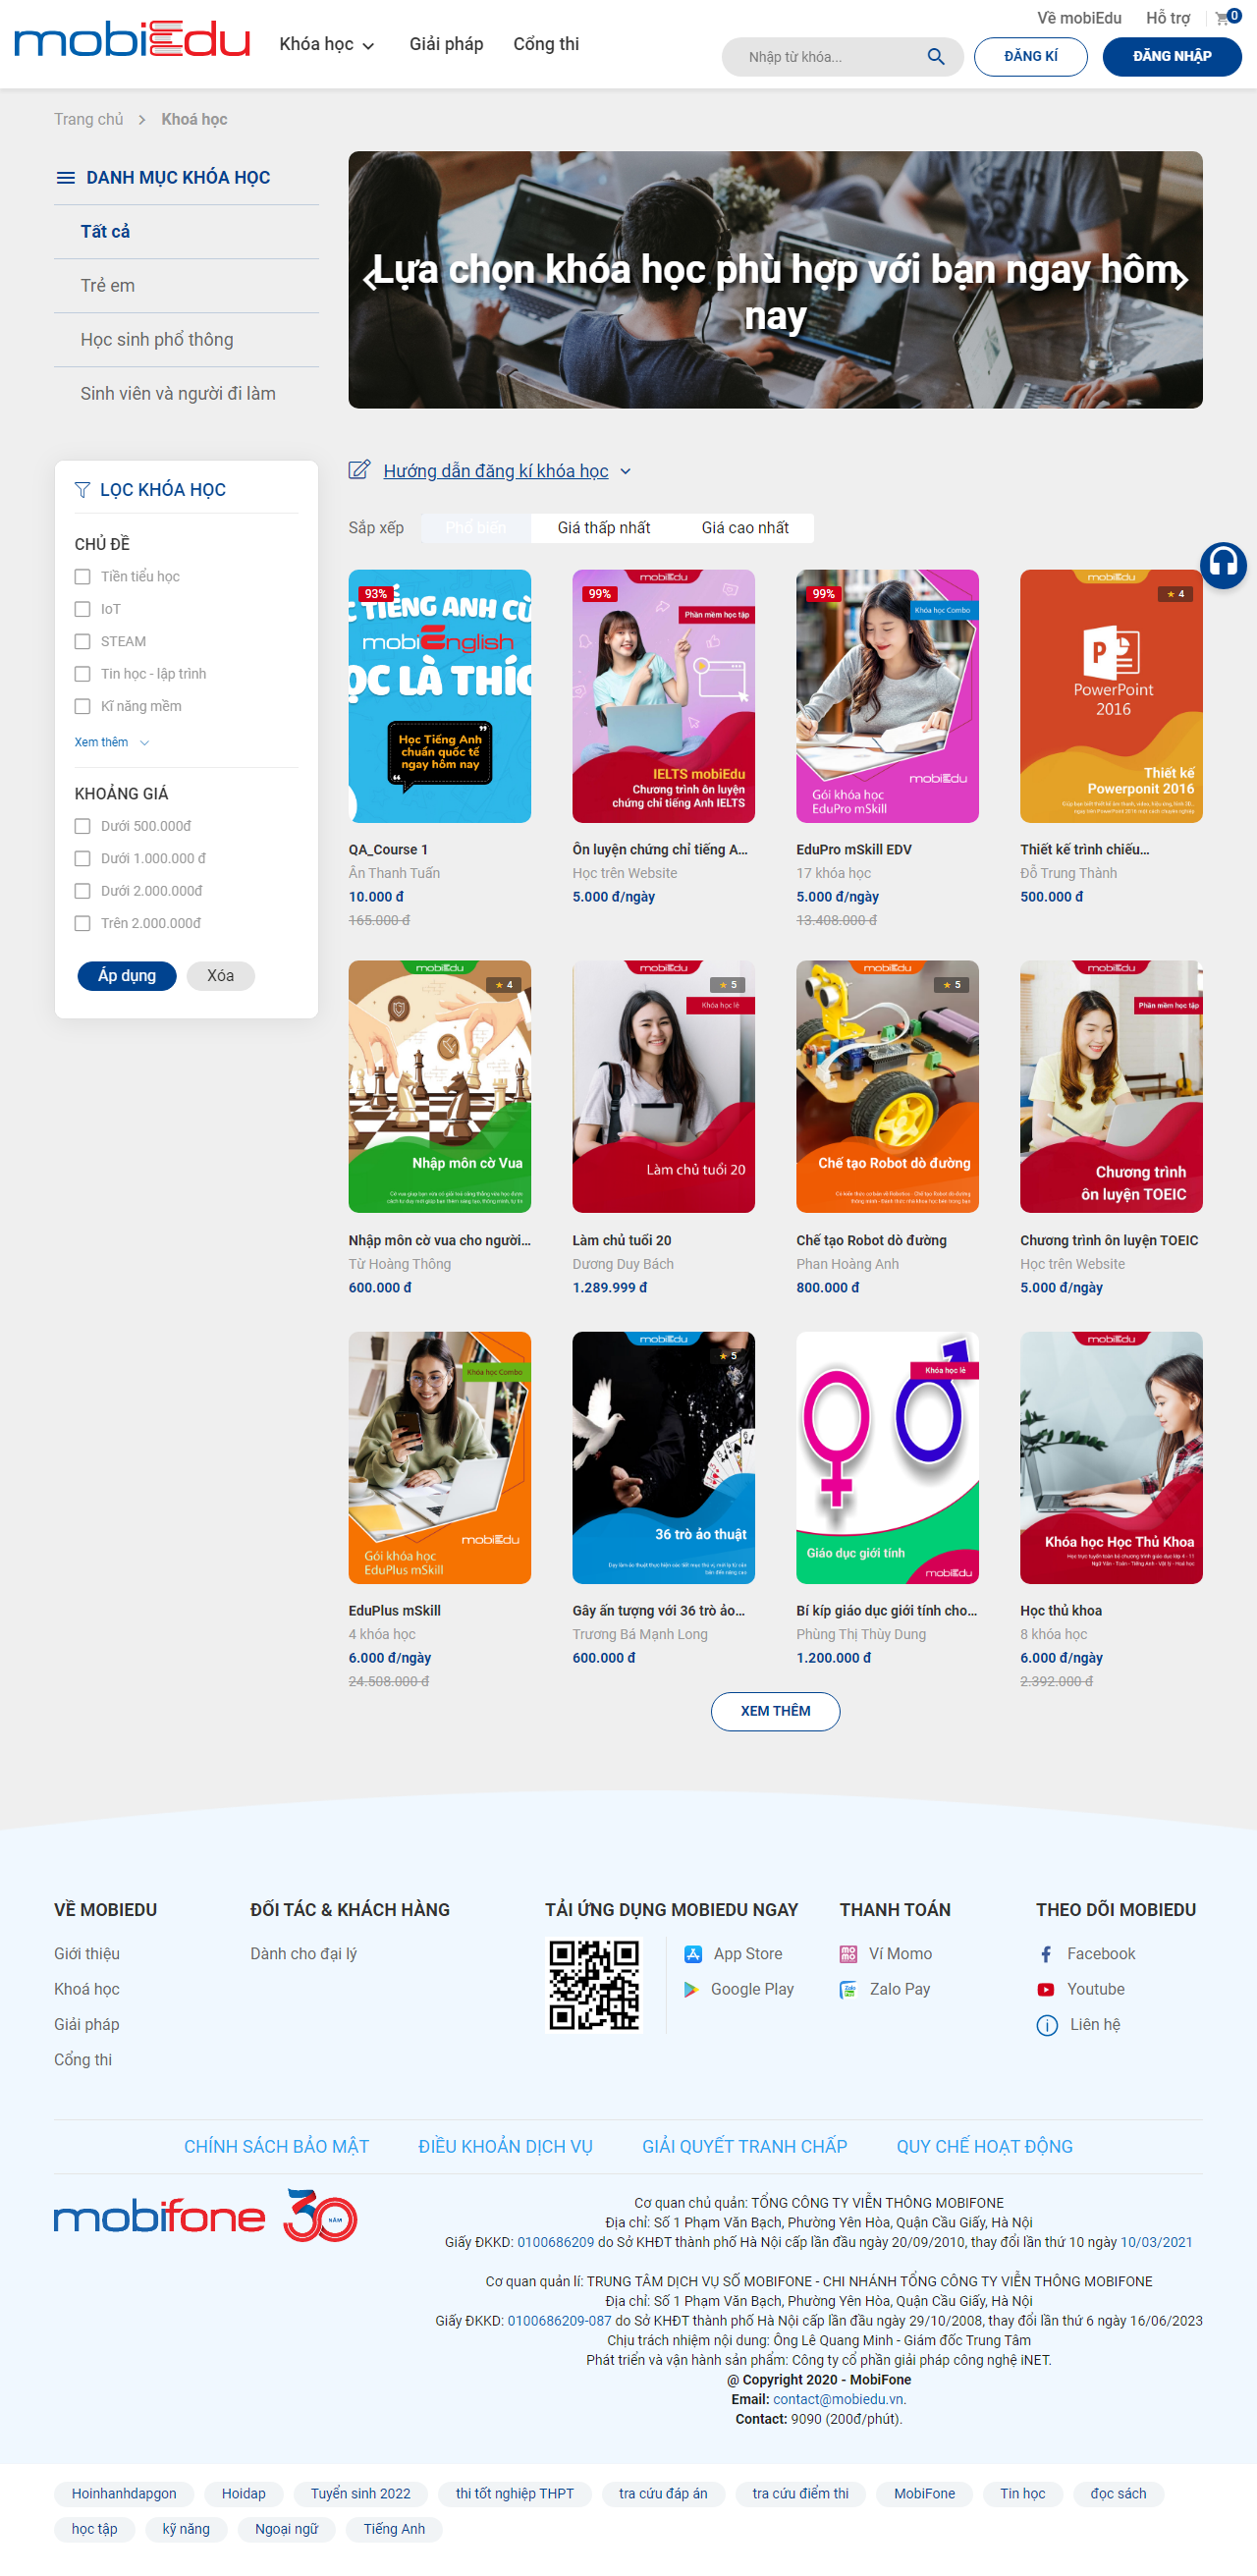 Về mobiEdu
Hỗ trợ
0
mobiEdu
Khóa học
Giải pháp
Cổng thi
Nhập từ khóa...
ĐĂNG KÍ
ĐĂNG NHẬP
Trang chủ
Khoá học
DANH MỤC KHÓA HỌC
Tất cả
Trẻ em
Học sinh phổ thông
Sinh viên và người đi làm
Lựa chọn khóa học phù hợp với bạn ngay hôm
nay
LỌC KHÓA HỌC
CHỦ ĐỀ
Tiền tiểu học
IoT
STEAM
Tin học - lập trình
Kĩ năng mềm
Xem thêm
KHOẢNG GIÁ
Dưới 500.000đ
Dưới 1.000.000 đ
Dưới 2.000.000đ
Trên 2.000.000đ
Áp dụng
Xóa
Hướng dẫn đăng kí khóa học
Sắp xếp
Phổ biến
Giá thấp nhất
Giá cao nhất
93%
C TIẾNG ANH CÙ
mobiEnglish
ỌC LÀ THÍC
Học Tiếng Anh
chuẩn quốc tế
ngay hôm nay
QA_Course 1
Ân Thanh Tuấn
10.000 đ
165.000 đ
mobiEdu
99%
Phần mềm học tập
IELTS mobiEdu
Chương trình ôn luyện
chứng chỉ tiếng Anh IELTS
Ôn luyện chứng chỉ tiếng A...
Học trên Website
5.000 đ/ngày
99%
Khóa học Combo
mobiEdu
Gói khóa học
EduPro mSkill
EduPro mSkill EDV
17 khóa học
5.000 đ/ngày
13.408.000 đ
mobiEdu
4
PowerPoint
2016
Thiết kế
Powerponit 2016
Thiết kế trình chiếu...
Đỗ Trung Thành
500.000 đ
mobiEdu
4
Nhập môn cờ Vua
Nhập môn cờ vua cho người...
Từ Hoàng Thông
600.000 đ
mobiEdu
5
Khóa học lẻ
Làm chủ tuổi 20
Làm chủ tuổi 20
Dương Duy Bách
1.289.999 đ
mobiEdu
5
Chế tạo Robot dò đường
Chế tạo Robot dò đường
Phan Hoàng Anh
800.000 đ
mobiEdu
Phần mềm học tập
Chương trình
ôn luyện TOEIC
Chương trình ôn luyện TOEIC
Học trên Website
5.000 đ/ngày
Khóa học Combo
mobiEdu
Gói khóa học
EduPlus mSkill
EduPlus mSkill
4 khóa học
6.000 đ/ngày
24.508.000 đ
mobiEdu
5
36 trò ảo thuật
Gây ấn tượng với 36 trò ảo...
Trương Bá Mạnh Long
600.000 đ
Khóa học lẻ
Giáo dục giới tính
mobiEdu
Bí kíp giáo dục giới tính cho...
Phùng Thị Thùy Dung
1.200.000 đ
mobiEdu
Khóa học Học Thủ Khoa
Học thủ khoa
8 khóa học
6.000 đ/ngày
2.392.000 đ
XEM THÊM
VỀ MOBIEDU
Giới thiệu
Khoá học
Giải pháp
Cổng thi
ĐỐI TÁC & KHÁCH HÀNG
Dành cho đại lý
TẢI ỨNG DỤNG MOBIEDU NGAY
App Store
Google Play
THANH TOÁN
Ví Momo
Zalo Pay
THEO DÕI MOBIEDU
Facebook
Youtube
Liên hệ
CHÍNH SÁCH BẢO MẬT
ĐIỀU KHOẢN DỊCH VỤ
GIẢI QUYẾT TRANH CHẤP
QUY CHẾ HOẠT ĐỘNG
mobifone 30 NĂM
Cơ quan chủ quản: TỔNG CÔNG TY VIỄN THÔNG MOBIFONE
Địa chỉ: Số 1 Phạm Văn Bạch, Phường Yên Hòa, Quận Cầu Giấy, Hà Nội
Giấy ĐKKD: 0100686209 do Sở KHĐT thành phố Hà Nội cấp lần đầu ngày 20/09/2010, thay đổi lần thứ 10 ngày 10/03/2021
Cơ quan quản lí: TRUNG TÂM DỊCH VỤ SỐ MOBIFONE - CHI NHÁNH TỔNG CÔNG TY VIỄN THÔNG MOBIFONE
Địa chỉ: Số 1 Phạm Văn Bạch, Phường Yên Hòa, Quận Cầu Giấy, Hà Nội
Giấy ĐKKD: 0100686209-087 do Sở KHĐT thành phố Hà Nội cấp lần đầu ngày 29/10/2008, thay đổi lần thứ 6 ngày 16/06/2023
Chịu trách nhiệm nội dung: Ông Lê Quang Minh - Giám đốc Trung Tâm
Phát triển và vận hành sản phẩm: Công ty cổ phần giải pháp công nghệ iNET.
@ Copyright 2020 - MobiFone
Email: contact@mobiedu.vn.
Contact: 9090 (200đ/phút).
Hoinhanhdapgon
Hoidap
Tuyển sinh 2022
thi tốt nghiệp THPT
tra cứu đáp án
tra cứu điểm thi
MobiFone
Tin học
đọc sách
học tập
kỹ năng
Ngoại ngữ
Tiếng Anh